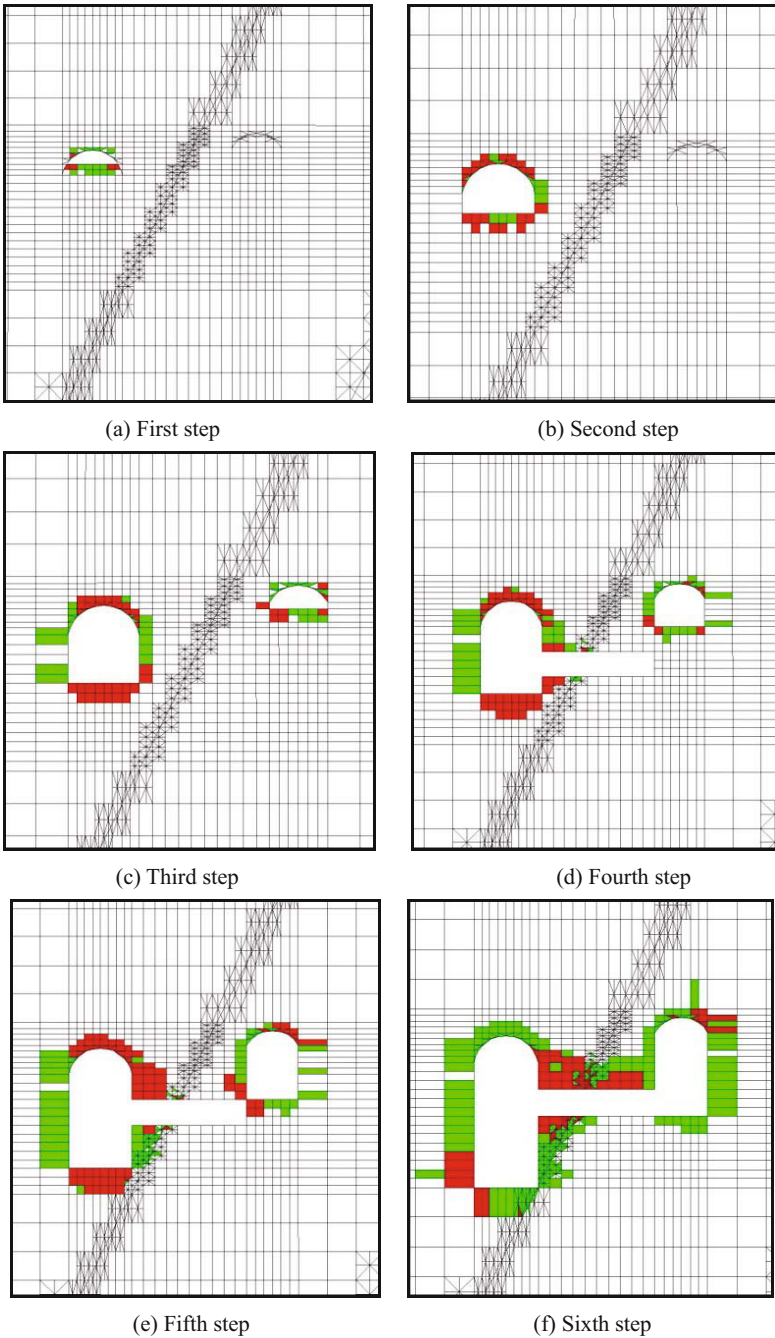 (a) First step
(b) Second step
(c) Third step
(d) Fourth step
(e) Fifth step
(f) Sixth step